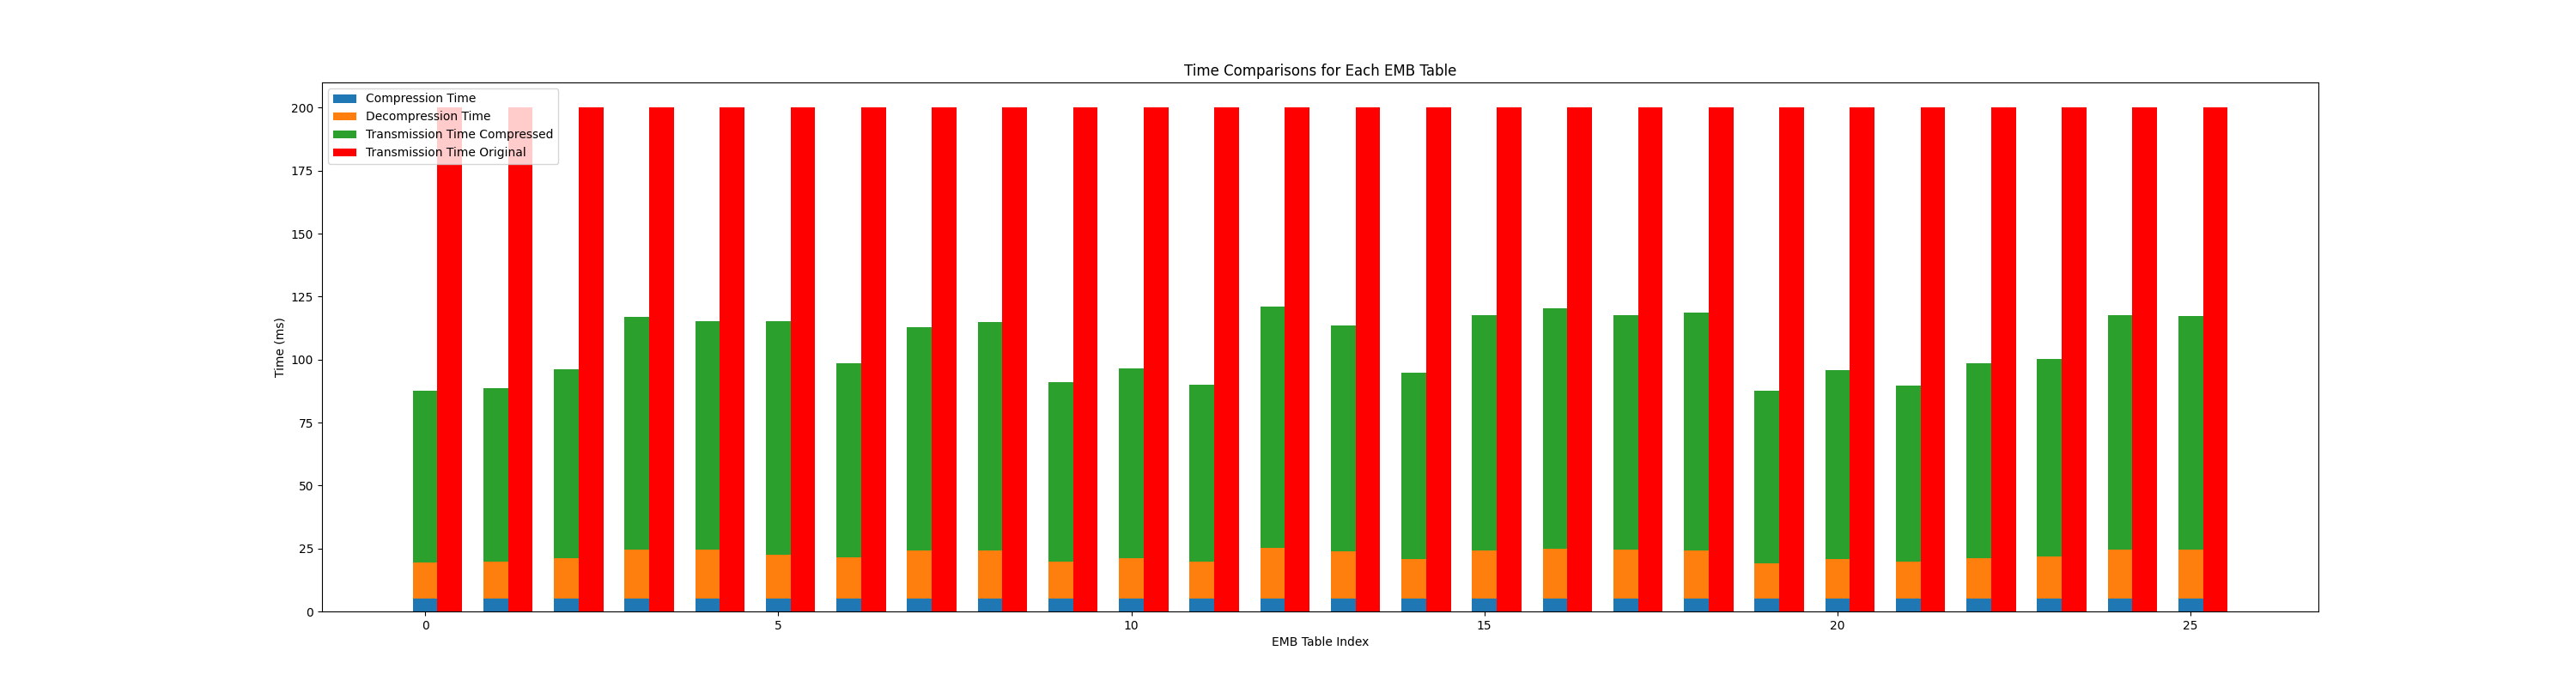 Time Comparisons for Each EMB Table
Compression Time
Decompression Time
Transmission Time Compressed
Transmission Time Original
200
175
150
125
100
75
50
25
0
Time (ms)
0 5 10 15 20 25
EMB Table Index